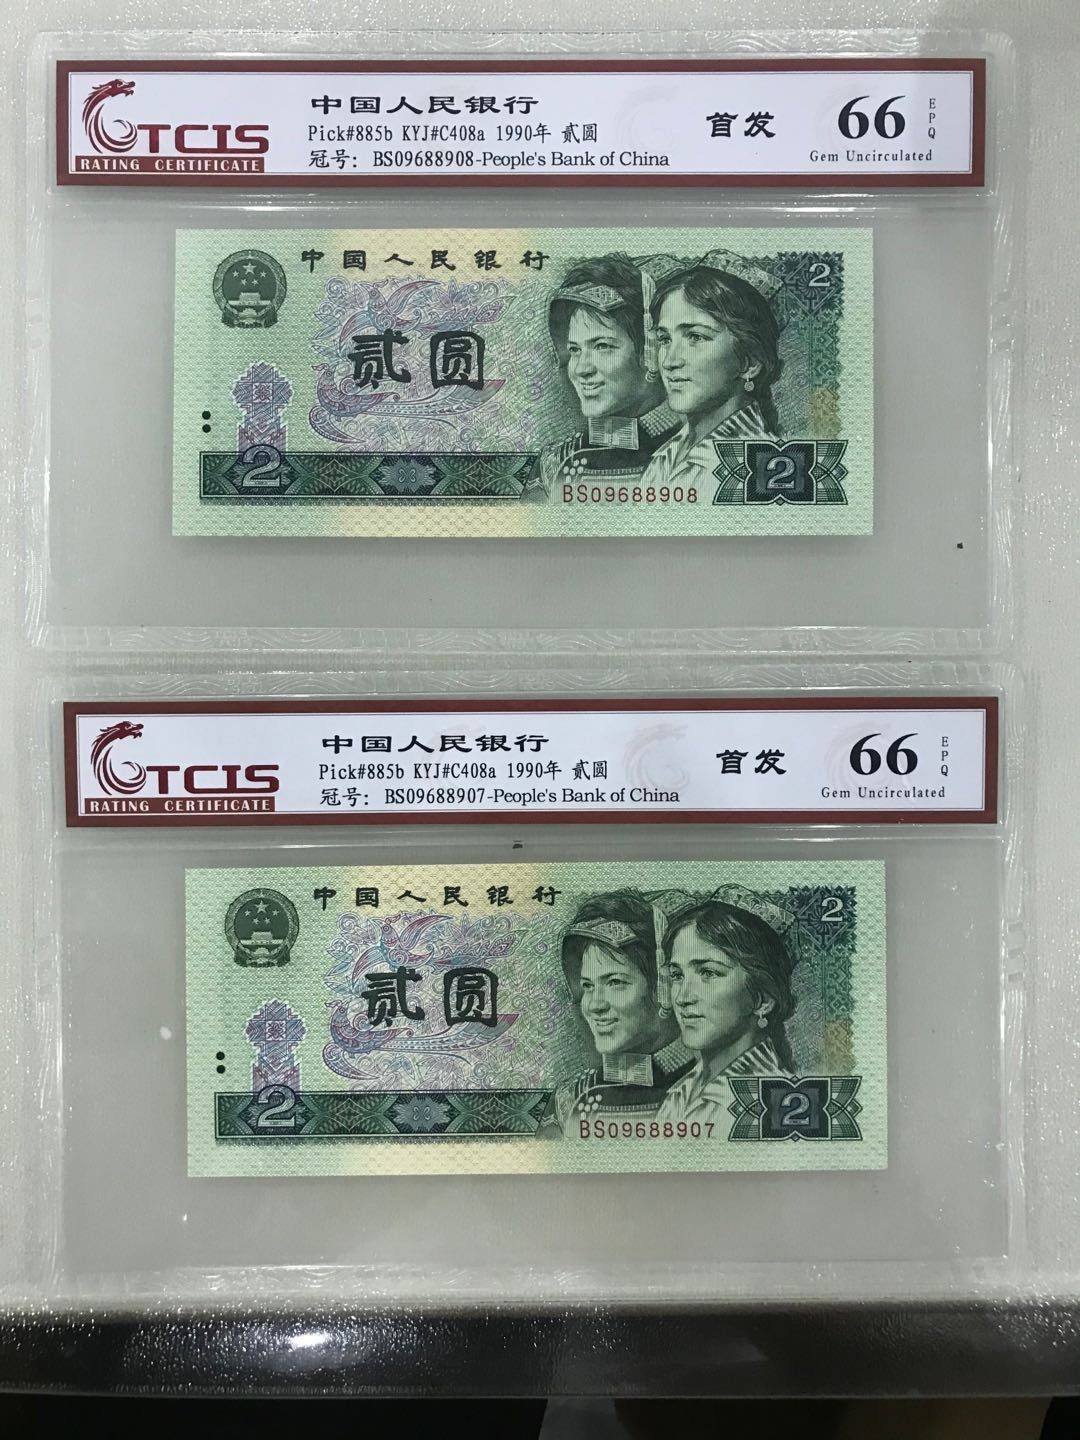 TCIS
RATING CERTIFICATE
中国人民银行
Pick#885b KYJ#C408a 1990年 贰圆
冠号: BS09688908-People's Bank of China
首发
66
EPQ
Gem Uncirculated
中国人民银行
2
贰圆
2
BS09688908
2
TCIS
RATING CERTIFICATE
中国人民银行
Pick#885b KYJ#C408a 1990年 贰圆
冠号: BS09688907-People's Bank of China
首发
66
EPQ
Gem Uncirculated
中国人民银行
2
贰圆
2
BS09688907
2